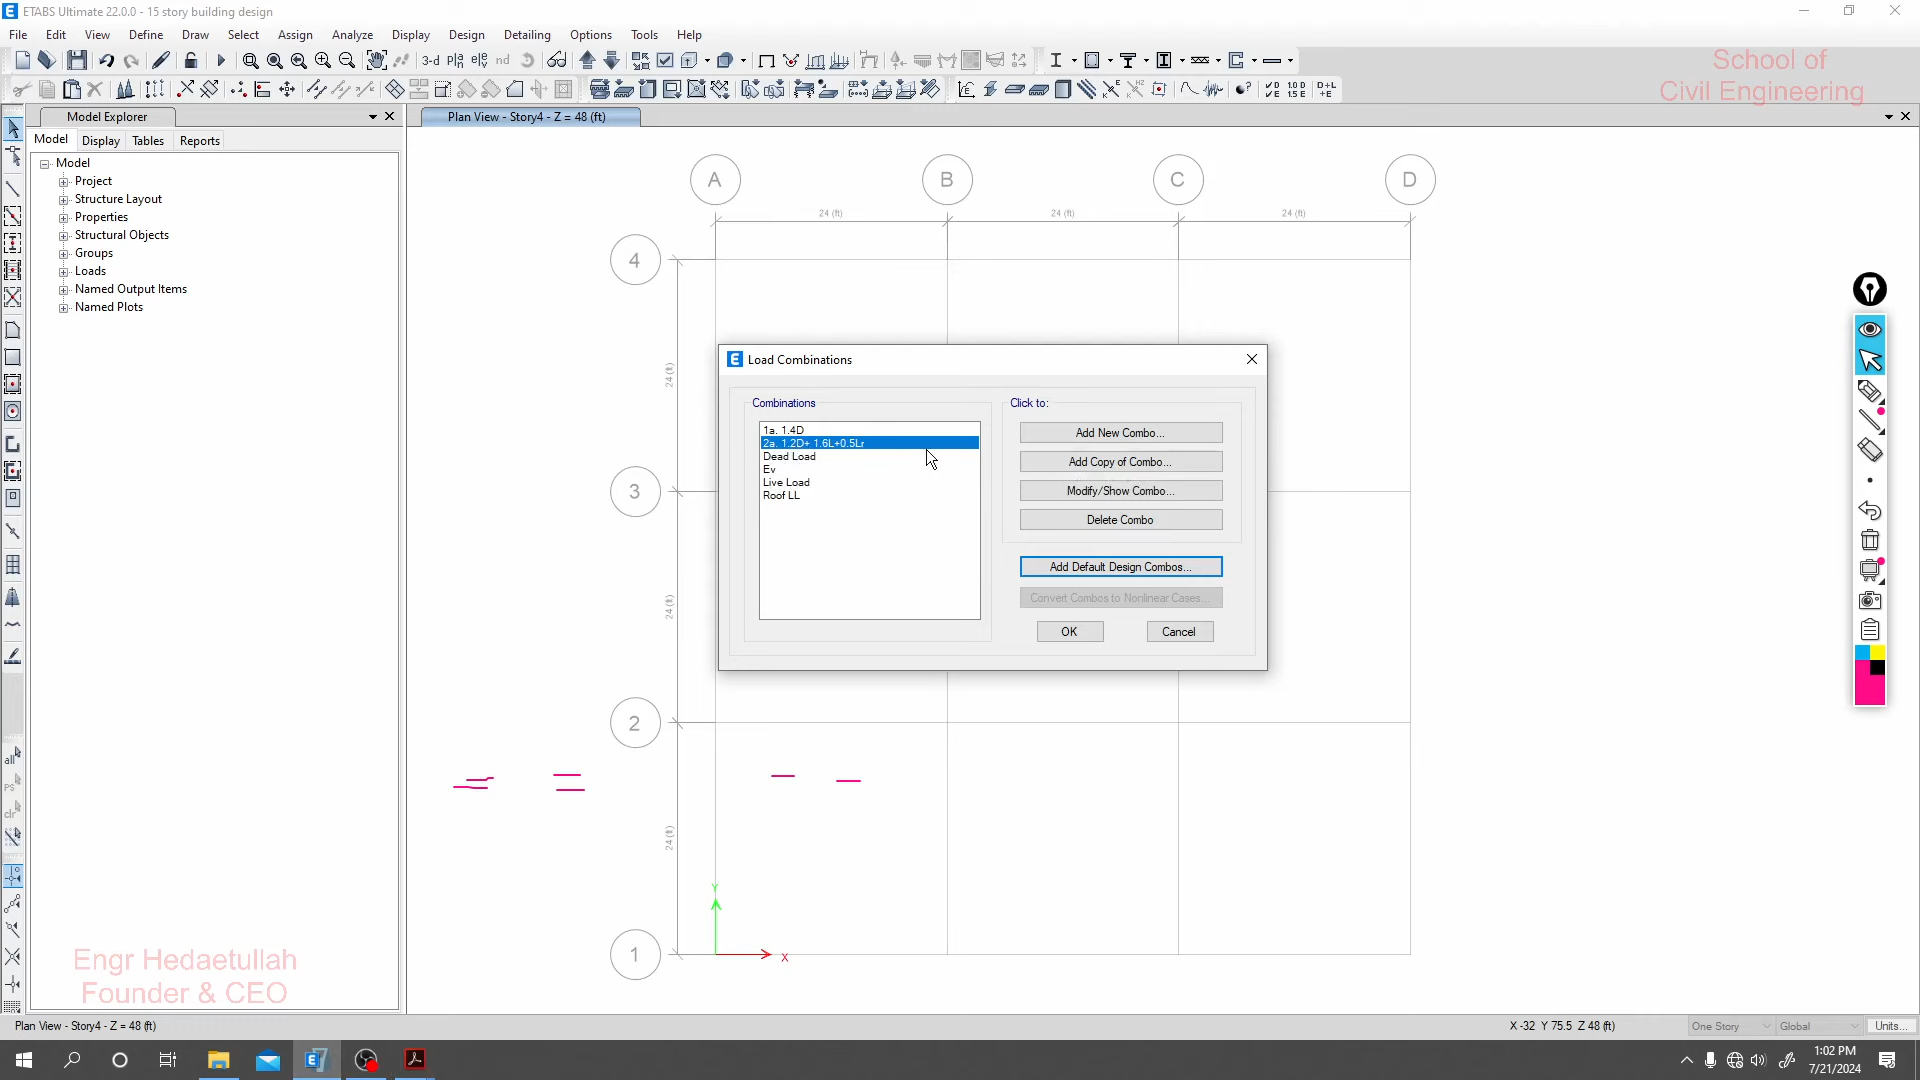 ETABS Ultimate 22.0.0 - 15 story building design
File Edit View Define Draw Select Assign Analyze Display Design Detailing Options Tools Help
School of
Civil Engineering
Model Explorer
Plan View - Story4 - Z = 48 (ft)
Model Display Tables Reports
Model
Project
Structure Layout
Properties
Structural Objects
Groups
Loads
Named Output Items
Named Plots
A B C D
24 (ft) 24 (ft) 24 (ft)
4
24 (ft)
3
24 (ft)
2
24 (ft)
1
Y
X
Load Combinations
Combinations
1a. 1.4D
2a. 1.2D+ 1.6L+0.5Lr
Dead Load
Ev
Live Load
Roof LL
Click to:
Add New Combo...
Add Copy of Combo...
Modify/Show Combo...
Delete Combo
Add Default Design Combos...
Convert Combos to Nonlinear Cases...
OK Cancel
Engr Hedaetullah
Founder & CEO
Plan View - Story4 - Z = 48 (ft)
X -32 Y 75.5 Z 48 (ft)
One Story Global Units...
1:02 PM
7/21/2024